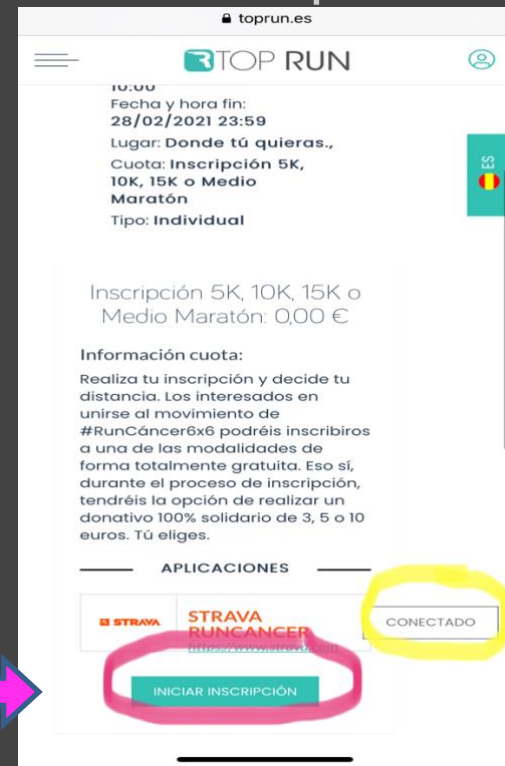 toprun.es
TOP RUN
10:00
Fecha y hora fin:
28/02/2021 23:59
Lugar: Donde tú quieras.,
Cuota: Inscripción 5K,
10K, 15K o Medio
Maratón
Tipo: Individual
ES
Inscripción 5K, 10K, 15K o
Medio Maratón: 0,00 €
Información cuota:
Realiza tu inscripción y decide tu
distancia. Los interesados en
unirse al movimiento de
#RunCáncer6x6 podréis inscribiros
a una de las modalidades de
forma totalmente gratuita. Eso sí,
durante el proceso de inscripción,
tendréis la opción de realizar un
donativo 100% solidario de 3, 5 o 10
euros. Tú eliges.
APLICACIONES
STRAVA
STRAVA
RUNCANCER
https://www.strava.com
CONECTADO
INICIAR INSCRIPCIÓN